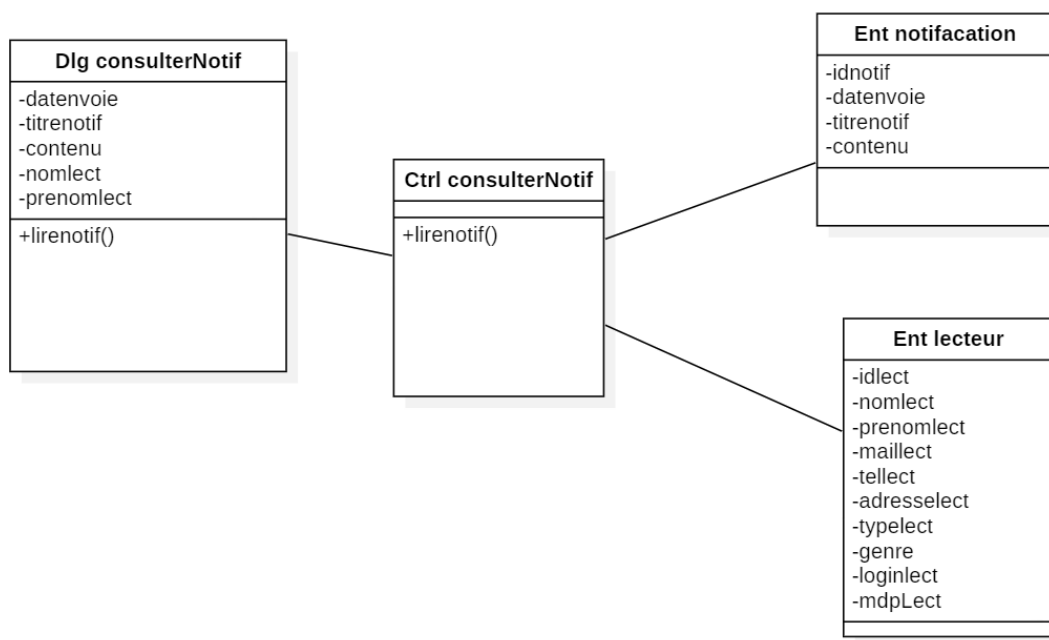 Dlg consulterNotif
-datenvoie
-titrenotif
-contenu
-nomlect
-prenomlect
+lirenotif()
Ctrl consulterNotif
+lirenotif()
Ent notifacation
-idnotif
-datenvoie
-titrenotif
-contenu
Ent lecteur
-idlect
-nomlect
-prenomlect
-maillect
-tellect
-adresselect
-typelect
-genre
-loginlect
-mdpLect